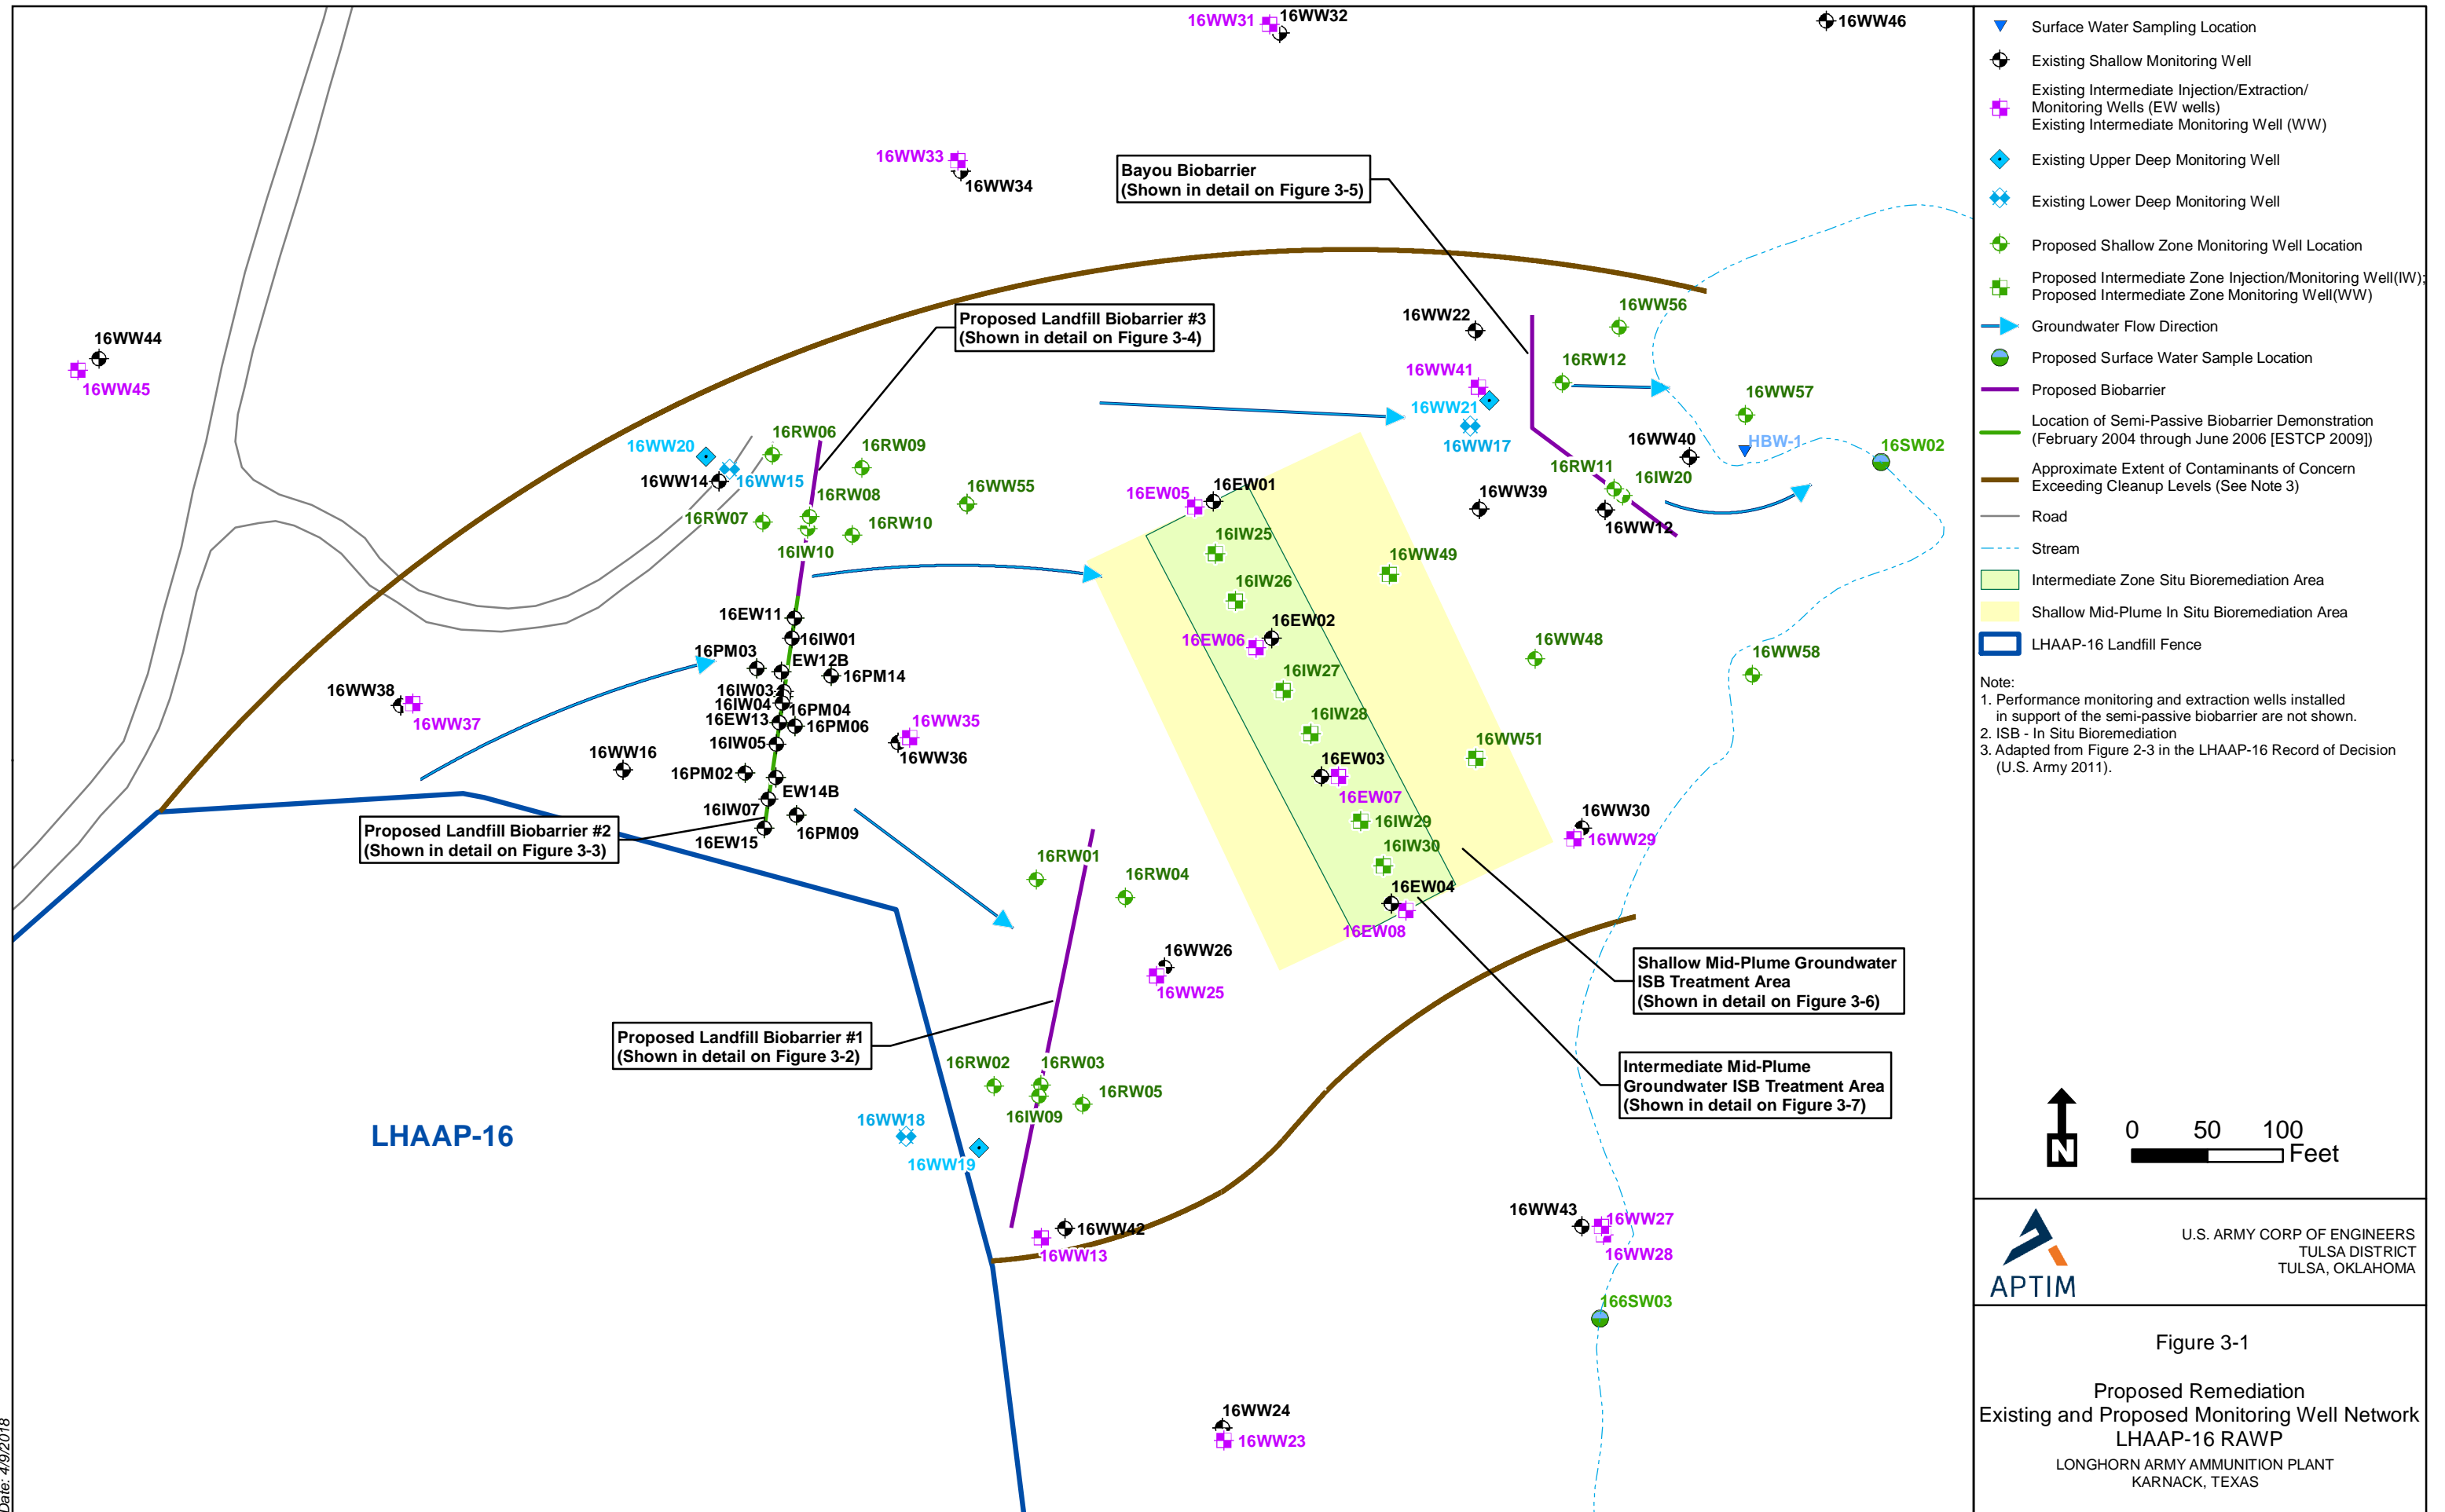 16WW31
16WW32
16WW46
16WW33
16WW34
Bayou Biobarrier
(Shown in detail on Figure 3-5)
Proposed Landfill Biobarrier #3
(Shown in detail on Figure 3-4)
16WW44
16WW45
16WW22
16WW56
16RW12
16WW41
16WW21
16WW17
16WW57
16WW40
HBW-1
16SW02
16RW11
16IW20
16WW12
16WW39
16WW20
16WW14
16WW15
16RW06
16RW09
16RW08
16RW07
16RW10
16IW10
16WW55
16EW05
16EW01
16IW25
16IW26
16WW49
16EW02
16EW06
16IW27
16IW28
16WW48
16WW58
16WW51
16EW03
16EW07
16IW29
16IW30
16EW04
16EW08
16WW30
16WW29
16EW11
16IW01
16PM03
EW12B
16PM14
16IW03
16IW04
16PM04
16EW13
16PM06
16IW05
16PM02
EW14B
16IW07
16EW15
16PM09
16WW38
16WW37
16WW16
16WW35
16WW36
Proposed Landfill Biobarrier #2
(Shown in detail on Figure 3-3)
16RW01
16RW04
16WW26
16WW25
Proposed Landfill Biobarrier #1
(Shown in detail on Figure 3-2)
16RW02
16RW03
16RW05
16IW09
16WW18
16WW19
LHAAP-16
16WW42
16WW13
Shallow Mid-Plume Groundwater
ISB Treatment Area
(Shown in detail on Figure 3-6)
Intermediate Mid-Plume
Groundwater ISB Treatment Area
(Shown in detail on Figure 3-7)
16WW43
16WW27
16WW28
166SW03
16WW24
16WW23
Date: 4/9/2018
Surface Water Sampling Location
Existing Shallow Monitoring Well
Existing Intermediate Injection/Extraction/
Monitoring Wells (EW wells)
Existing Intermediate Monitoring Well (WW)
Existing Upper Deep Monitoring Well
Existing Lower Deep Monitoring Well
Proposed Shallow Zone Monitoring Well Location
Proposed Intermediate Zone Injection/Monitoring Well(IW);
Proposed Intermediate Zone Monitoring Well(WW)
Groundwater Flow Direction
Proposed Surface Water Sample Location
Proposed Biobarrier
Location of Semi-Passive Biobarrier Demonstration
(February 2004 through June 2006 [ESTCP 2009])
Approximate Extent of Contaminants of Concern
Exceeding Cleanup Levels (See Note 3)
Road
Stream
Intermediate Zone Situ Bioremediation Area
Shallow Mid-Plume In Situ Bioremediation Area
LHAAP-16 Landfill Fence
Note:
1. Performance monitoring and extraction wells installed
in support of the semi-passive biobarrier are not shown.
2. ISB - In Situ Bioremediation
3. Adapted from Figure 2-3 in the LHAAP-16 Record of Decision
(U.S. Army 2011).
N
0 50 100
Feet
APTIM
U.S. ARMY CORP OF ENGINEERS
TULSA DISTRICT
TULSA, OKLAHOMA
Figure 3-1
Proposed Remediation
Existing and Proposed Monitoring Well Network
LHAAP-16 RAWP
LONGHORN ARMY AMMUNITION PLANT
KARNACK, TEXAS